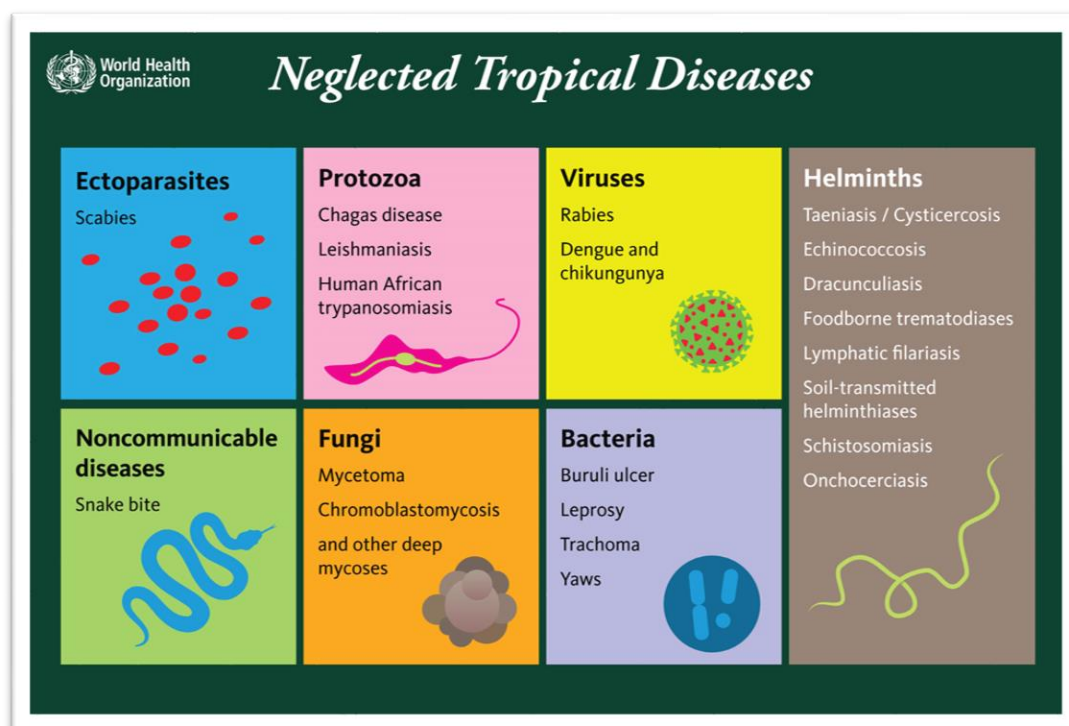 World Health
Organization
Neglected Tropical Diseases
Ectoparasites
Scabies
Protozoa
Chagas disease
Leishmaniasis
Human African
trypanosomiasis
Viruses
Rabies
Dengue and
chikungunya
Helminths
Taeniasis / Cysticercosis
Echinococcosis
Dracunculiasis
Foodborne trematodiases
Lymphatic filariasis
Soil-transmitted
helminthiases
Schistosomiasis
Onchocerciasis
Noncommunicable
diseases
Snake bite
Fungi
Mycetoma
Chromoblastomycosis
and other deep
mycoses
Bacteria
Buruli ulcer
Leprosy
Trachoma
Yaws